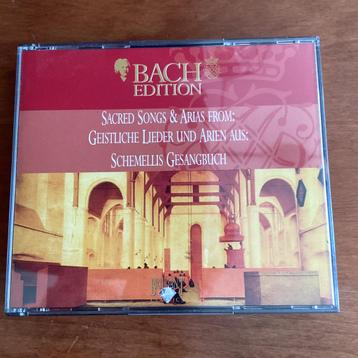 BACH
EDITION
SACRED SONGS & ARIAS FROM:
GEISTLICHE LIEDER UND ARIEN AUS:
SCHEMELLIS GESANGBUCH